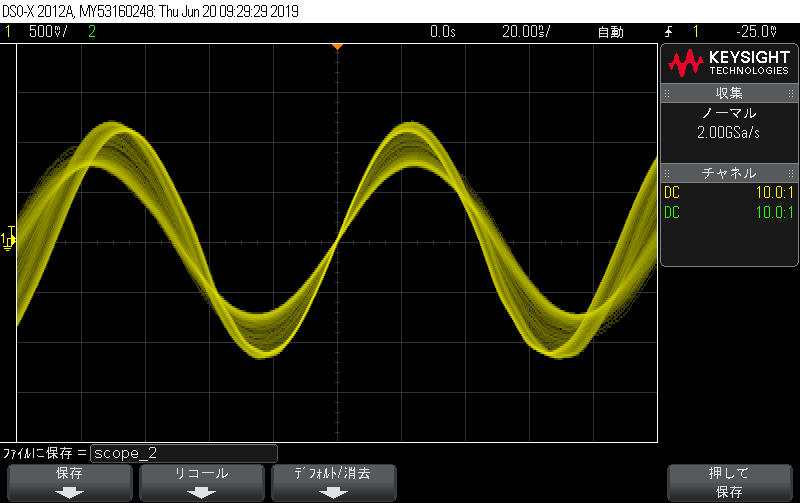 DSO-X 2012A, MY53160248: Thu Jun 20 09:29:29 2019
1 500mV/ 2 0.0s 20.00ns/ 自動 1 -25.0mV
KEYSIGHT
TECHNOLOGIES
収集
ノーマル
2.00GSa/s
チャネル
DC 10.0:1
DC 10.0:1
1
T
ファイルに保存 = scope_2
保存
リコール
デフォルト/消去
押して
保存